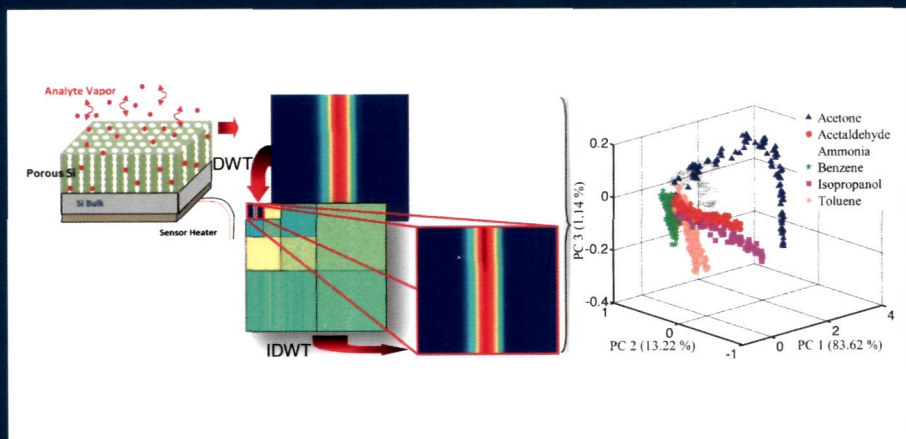 Analyte Vapor
Porous Si
Si Bulk
Sensor Heater
DWT
IDWT
0.2
0
-0.2
-0.4
PC 3 (1.14 %)
1
0
-1
PC 2 (13.22 %)
0
2
4
PC 1 (83.62 %)
Acetone
Acetaldehyde
Ammonia
Benzene
Isopropanol
Toluene